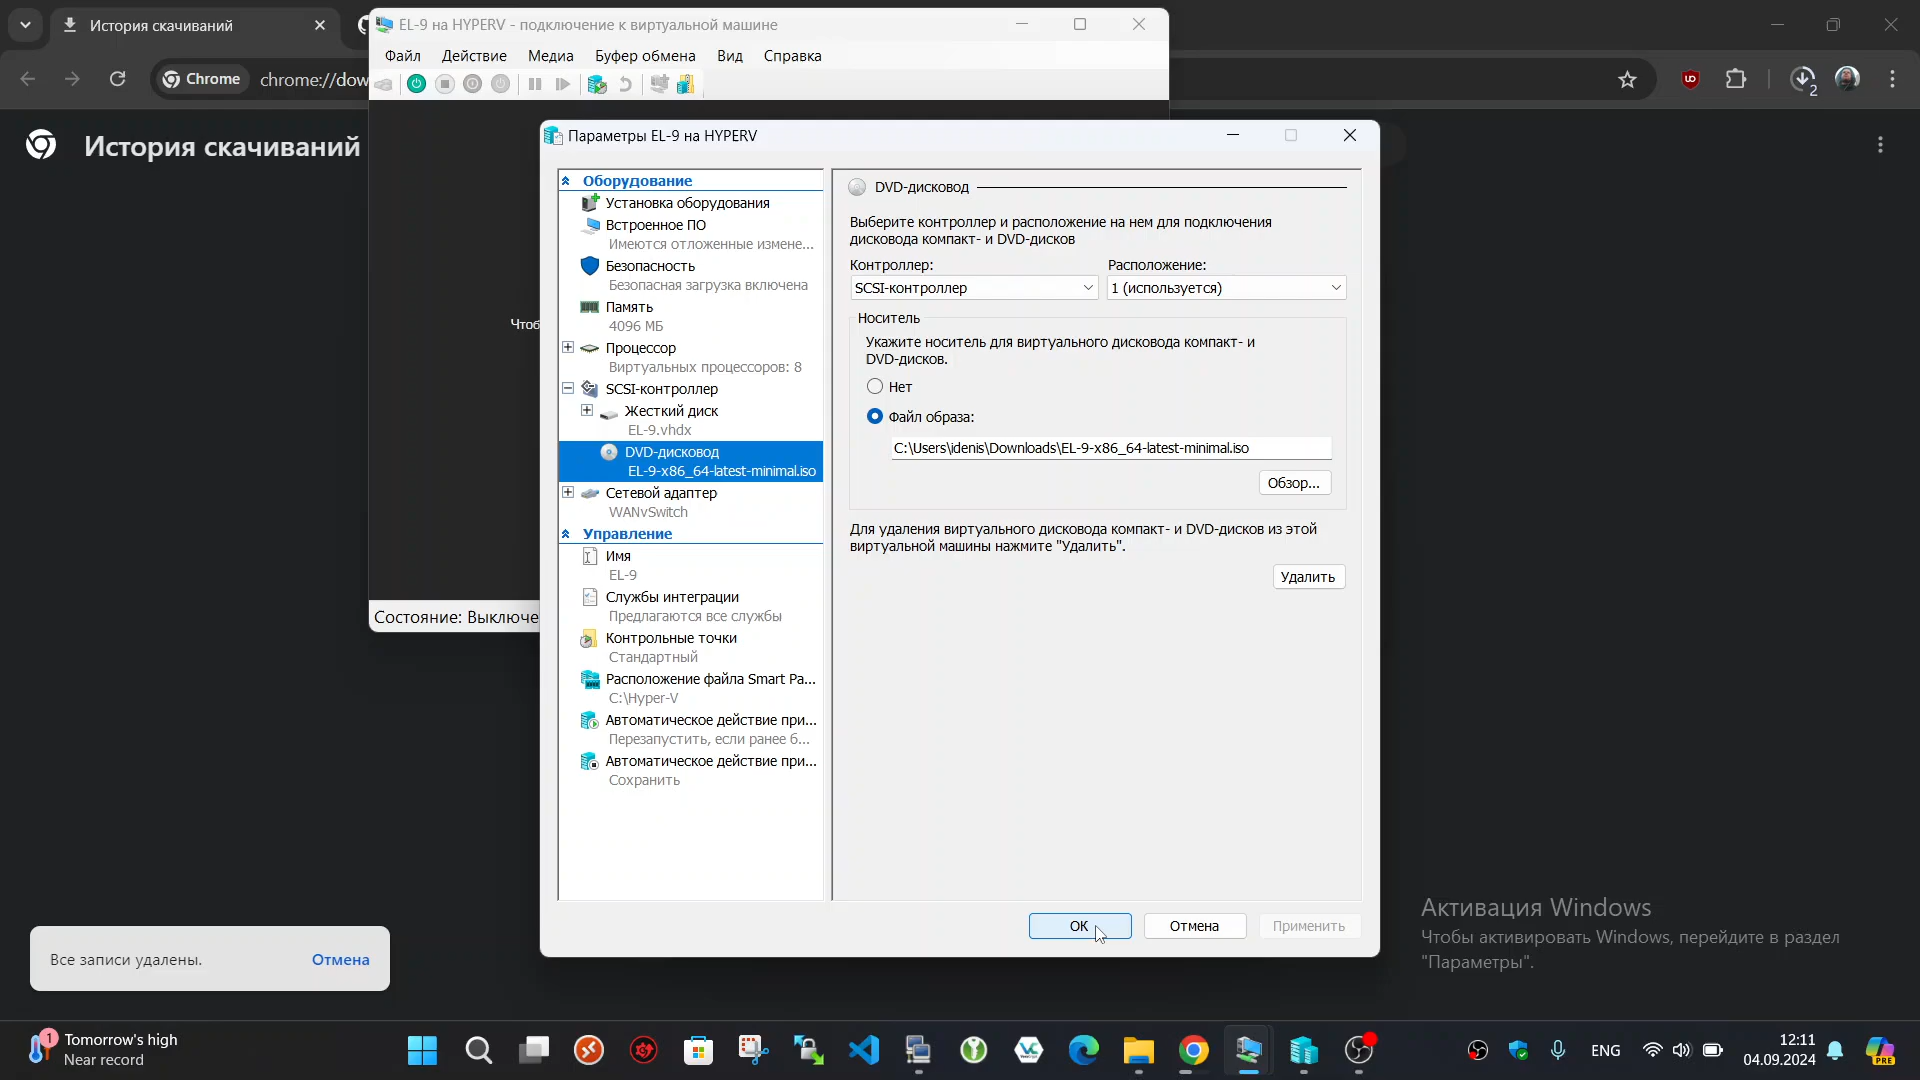 История скачиваний
EL-9 на HYPERV - подключение к виртуальной машине
Файл Действие Медиа Буфер обмена Вид Справка
Chrome chrome://dow
2
История скачиваний
Параметры EL-9 на HYPERV
Оборудование
Установка оборудования
Встроенное ПО
Имеются отложенные измене...
Безопасность
Безопасная загрузка включена
Память
4096 МБ
Процессор
Виртуальных процессоров: 8
SCSI-контроллер
Жесткий диск
EL-9.vhdx
DVD-дисковод
EL-9-x86_64-latest-minimal.iso
Сетевой адаптер
WANvSwitch
Управление
Имя
EL-9
Службы интеграции
Предлагаются все службы
Контрольные точки
Стандартный
Расположение файла Smart Pa...
C:\Hyper-V
Автоматическое действие при...
Перезапустить, если ранее б...
Автоматическое действие при...
Сохранить
DVD-дисковод
Выберите контроллер и расположение на нем для подключения
дисковода компакт- и DVD-дисков
Контроллер: Расположение:
SCSI-контроллер 1 (используется)
Носитель
Укажите носитель для виртуального дисковода компакт- и
DVD-дисков.
Нет
Файл образа:
C:\Users\idenis\Downloads\EL-9-x86_64-latest-minimal.iso
Обзор...
Для удаления виртуального дисковода компакт- и DVD-дисков из этой
виртуальной машины нажмите "Удалить".
Удалить
ОК Отмена Применить
Чтоб
Состояние: Выключе
Все записи удалены. Отмена
Активация Windows
Чтобы активировать Windows, перейдите в раздел
"Параметры".
1
Tomorrow's high
Near record
ENG
12:11
04.09.2024
PRE